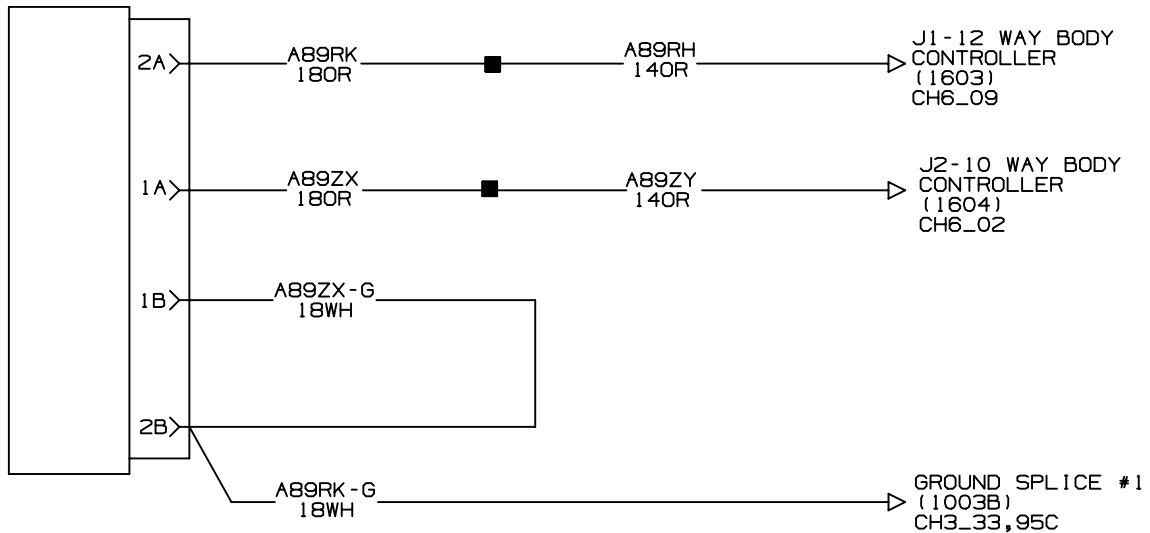 2A
A89RK
18OR
A89RH
14OR
J1-12 WAY BODY
CONTROLLER
(1603)
CH6_09
1A
A89ZX
18OR
A89ZY
14OR
J2-10 WAY BODY
CONTROLLER
(1604)
CH6_02
1B
A89ZX-G
18WH
2B
A89RK-G
18WH
GROUND SPLICE #1
(1003B)
CH3_33,95C